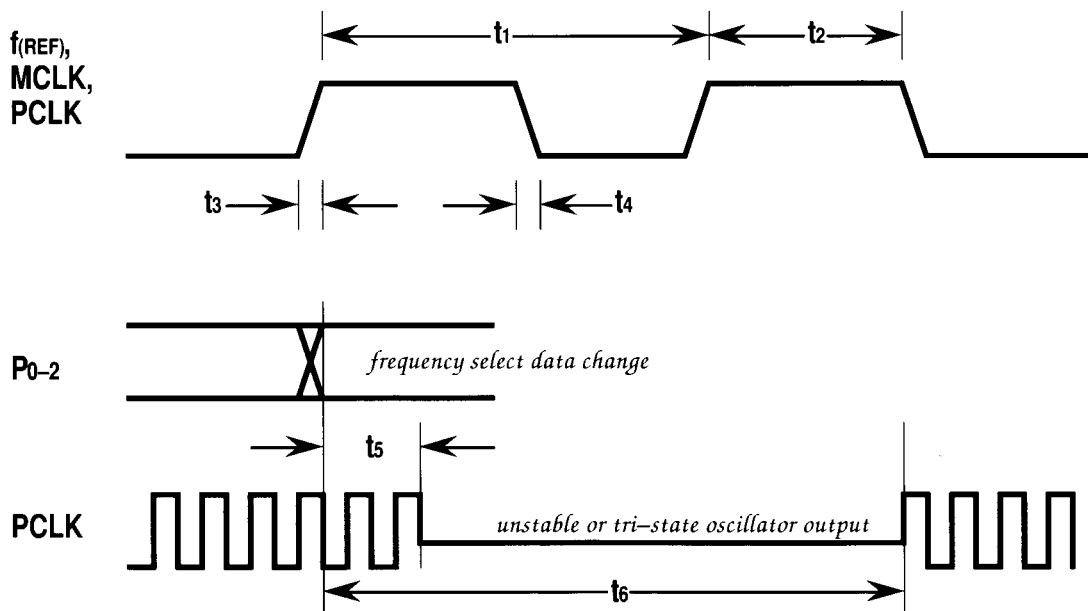 t1
t2
f(REF),
MCLK,
PCLK
t3
t4
P0–2
frequency select data change
t5
PCLK
unstable or tri–state oscillator output
t6